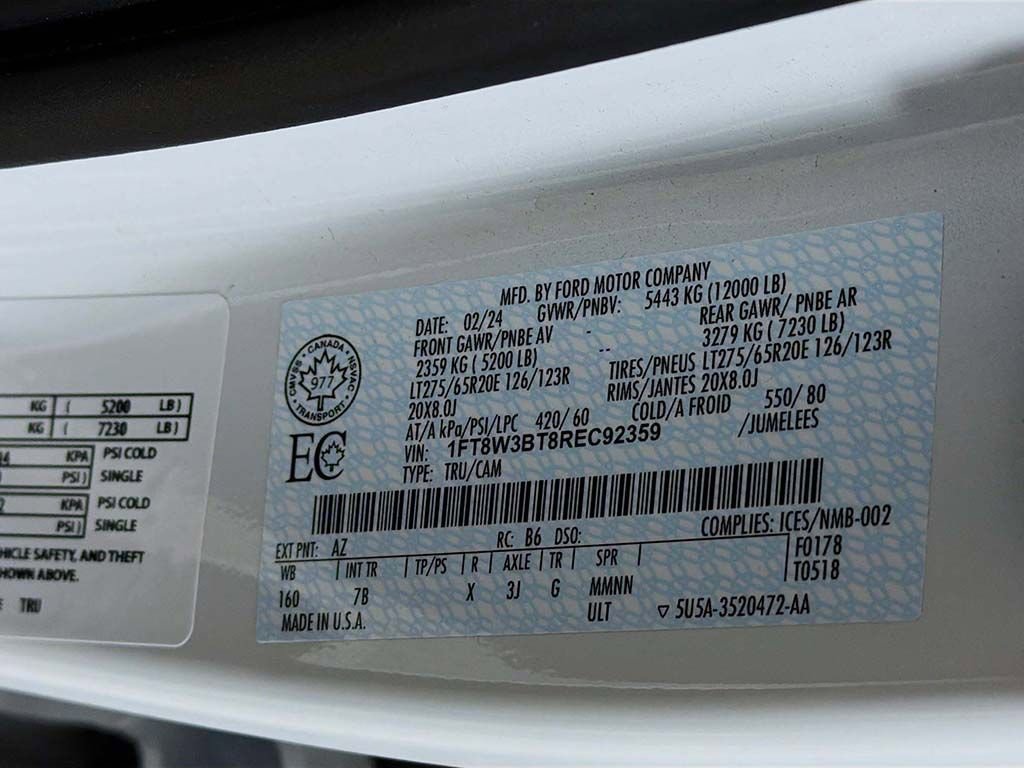 KG ( 5200 LB)
KG ( 7230 LB)
KPA PSI COLD
PSI) SINGLE
KPA PSI COLD
PSI) SINGLE
HICLE SAFETY, AND THEFT
HOWN ABOVE.
TRU
MFD. BY FORD MOTOR COMPANY
DATE: 02/24 GVWR/PNBV: 5443 KG (12000 LB)
FRONT GAWR/PNBE AV - REAR GAWR/ PNBE AR
2359 KG ( 5200 LB) -- 3279 KG ( 7230 LB)
LT275/65R20E 126/123R TIRES/PNEUS LT275/65R20E 126/123R
20X8.0J RIMS/JANTES 20X8.0J
AT/A kPa/PSI/LPC 420/ 60 COLD/A FROID 550/ 80
VIN: 1FT8W3BT8REC92359 /JUMELEES
TYPE: TRU/CAM
CMVSS · CANADA · NSVAC
977
TRANSPORT
EC
COMPLIES: ICES/NMB-002
EXT PNT: AZ RC: B6 DSO: F0178
WB | INT TR | TP/PS | R | AXLE | TR | SPR T0518
160 7B X 3J G MMNN
MADE IN U.S.A. ULT 5U5A-3520472-AA